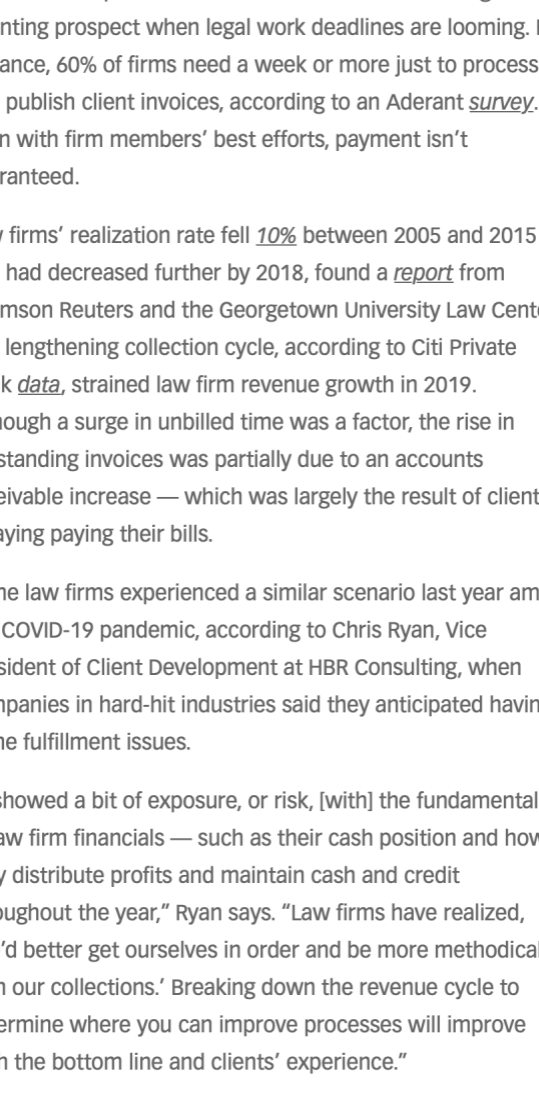 nting prospect when legal work deadlines are looming.
ance, 60% of firms need a week or more just to process
publish client invoices, according to an Aderant survey.
n with firm members’ best efforts, payment isn’t
ranteed.
firms’ realization rate fell 10% between 2005 and 2015
had decreased further by 2018, found a report from
mson Reuters and the Georgetown University Law Cent
lengthening collection cycle, according to Citi Private
k data, strained law firm revenue growth in 2019.
ough a surge in unbilled time was a factor, the rise in
standing invoices was partially due to an accounts
eivable increase — which was largely the result of client
aying paying their bills.
ne law firms experienced a similar scenario last year am
COVID-19 pandemic, according to Chris Ryan, Vice
sident of Client Development at HBR Consulting, when
npanies in hard-hit industries said they anticipated havin
ne fulfillment issues.
showed a bit of exposure, or risk, [with] the fundamental
aw firm financials — such as their cash position and how
y distribute profits and maintain cash and credit
oughout the year,” Ryan says. “Law firms have realized,
’d better get ourselves in order and be more methodical
n our collections.’ Breaking down the revenue cycle to
ermine where you can improve processes will improve
h the bottom line and clients’ experience.”